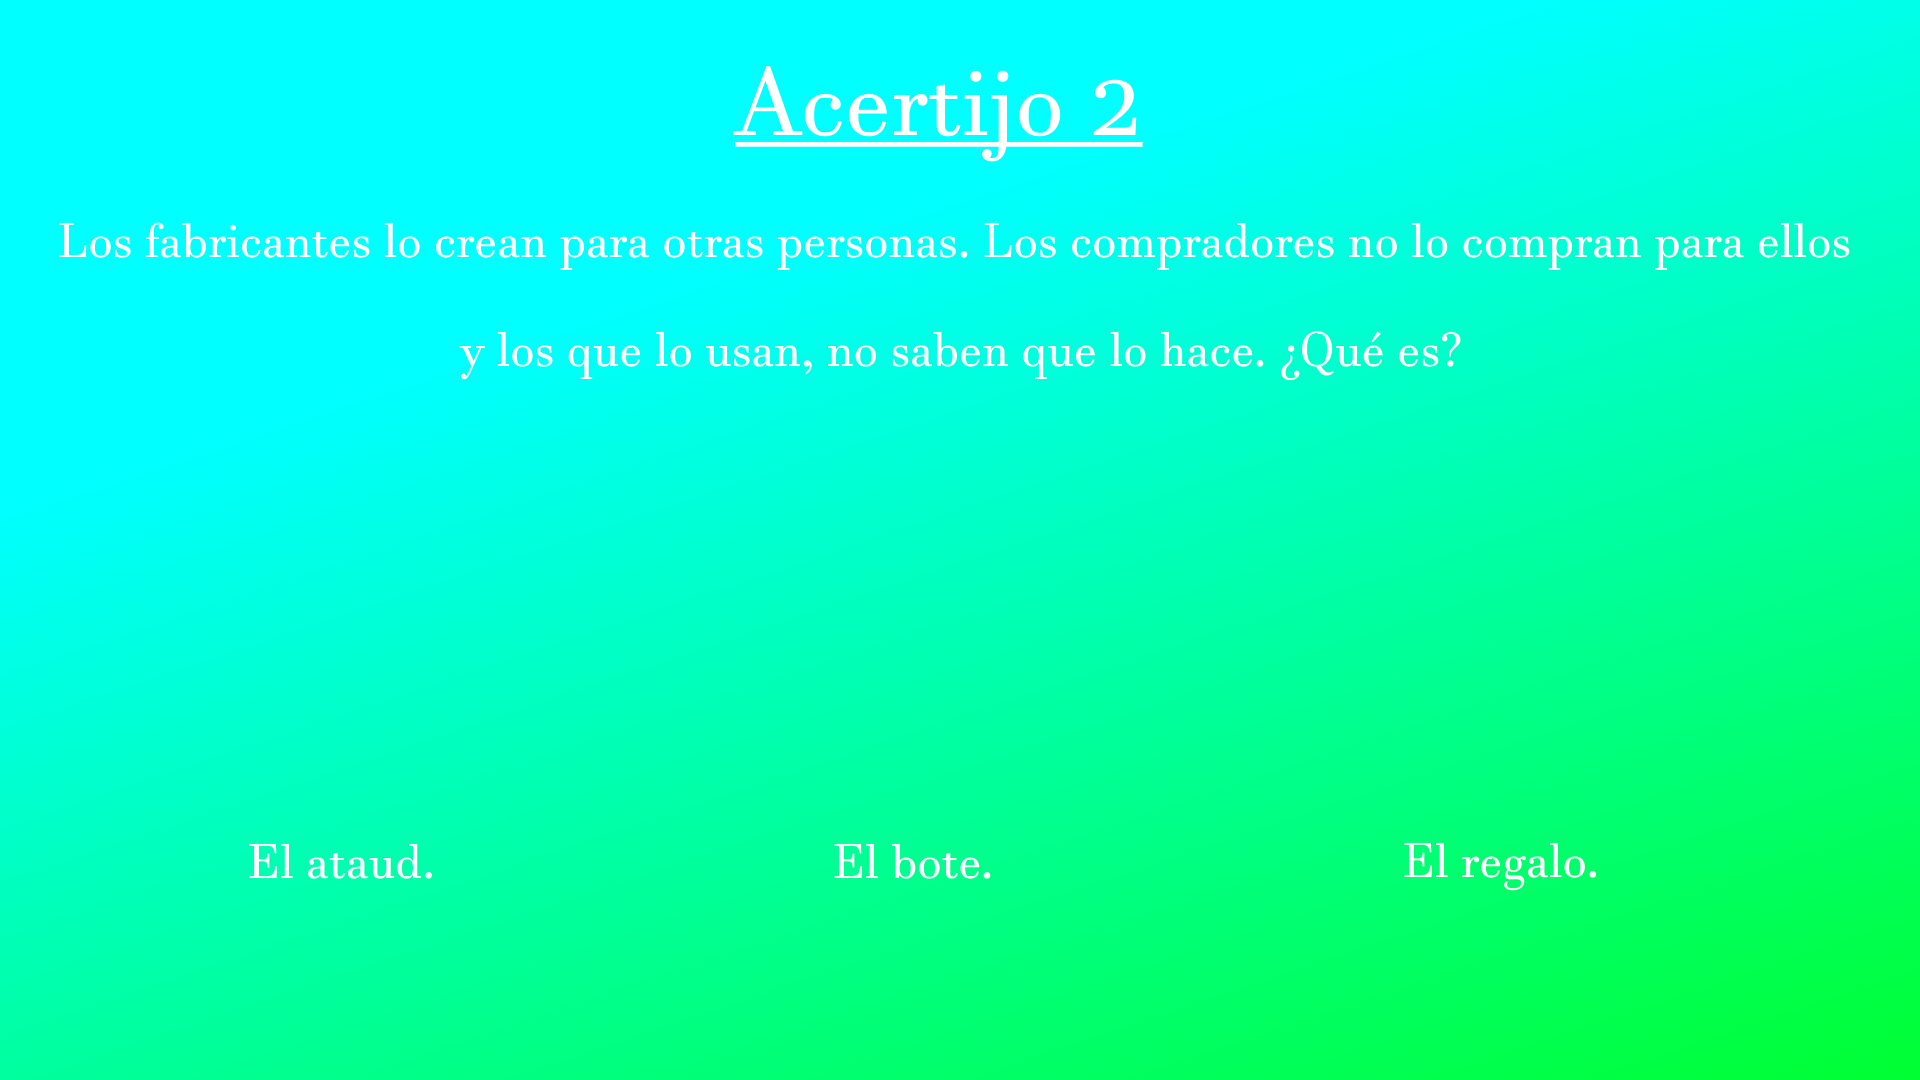 Acertijo 2
Los fabricantes lo crean para otras personas. Los compradores no lo compran para ellos
y los que lo usan, no saben que lo hace. ¿Qué es?
El ataud.
El bote.
El regalo.